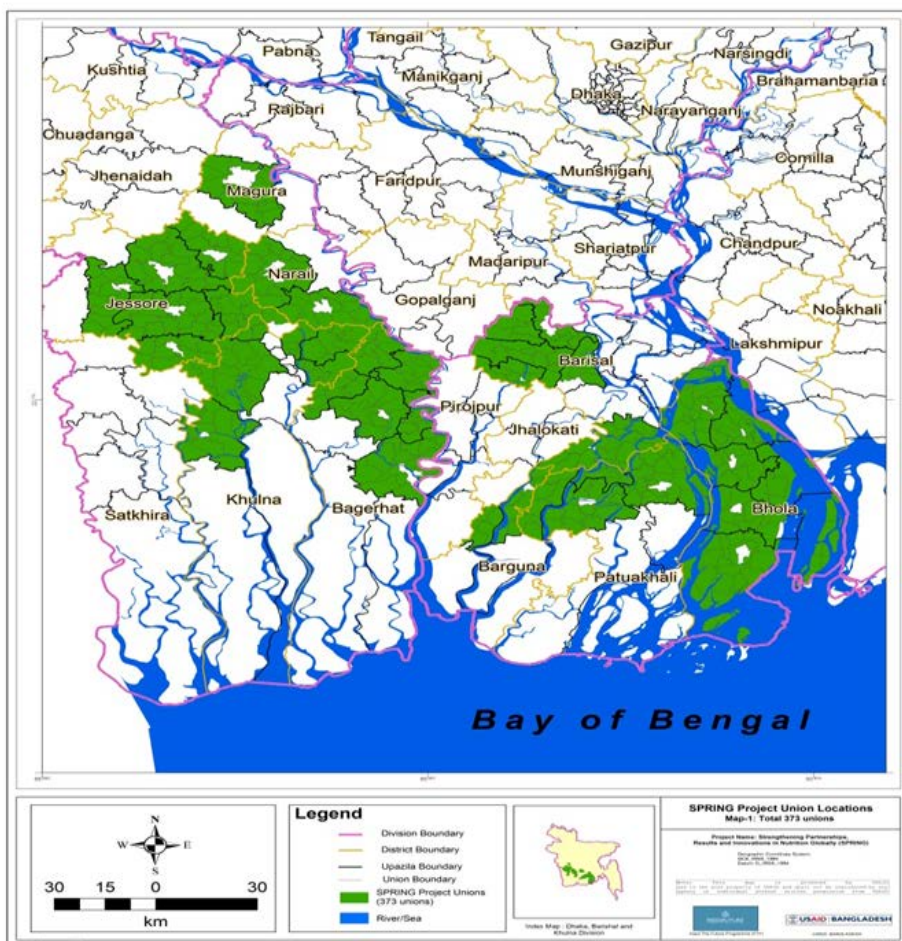 Tangail
Gazipur
Pabna
Narsingdi
Kushtia
Manikganj
Brahamanbaria
Dhaka
Rajbari
Narayanganj
Chuadanga
Comilla
Jhenaidah
Munshiganj
Magura
Faridpur
Shariatpur
Chandpur
Madaripur
Narail
Gopalganj
Jessore
Noakhali
Lakshmipur
Barisal
Pirojpur
Jhalokati
Khulna
Bagerhat
Bhola
Satkhira
Barguna
Patuakhali
Bay of Bengal
N
W E
S
30 15 0 30
km
Legend
Division Boundary
District Boundary
Upazila Boundary
Union Boundary
SPRING Project Unions
(373 unions)
River/Sea
Index Map : Dhaka, Barishal and
Khulna Division
SPRING Project Union Locations
Map-1: Total 373 unions
Project Name: Strengthening Partnerships,
Results and Innovations in Nutrition Globally (SPRING)
Geographic Coordinate System
USAID BANGLADESH